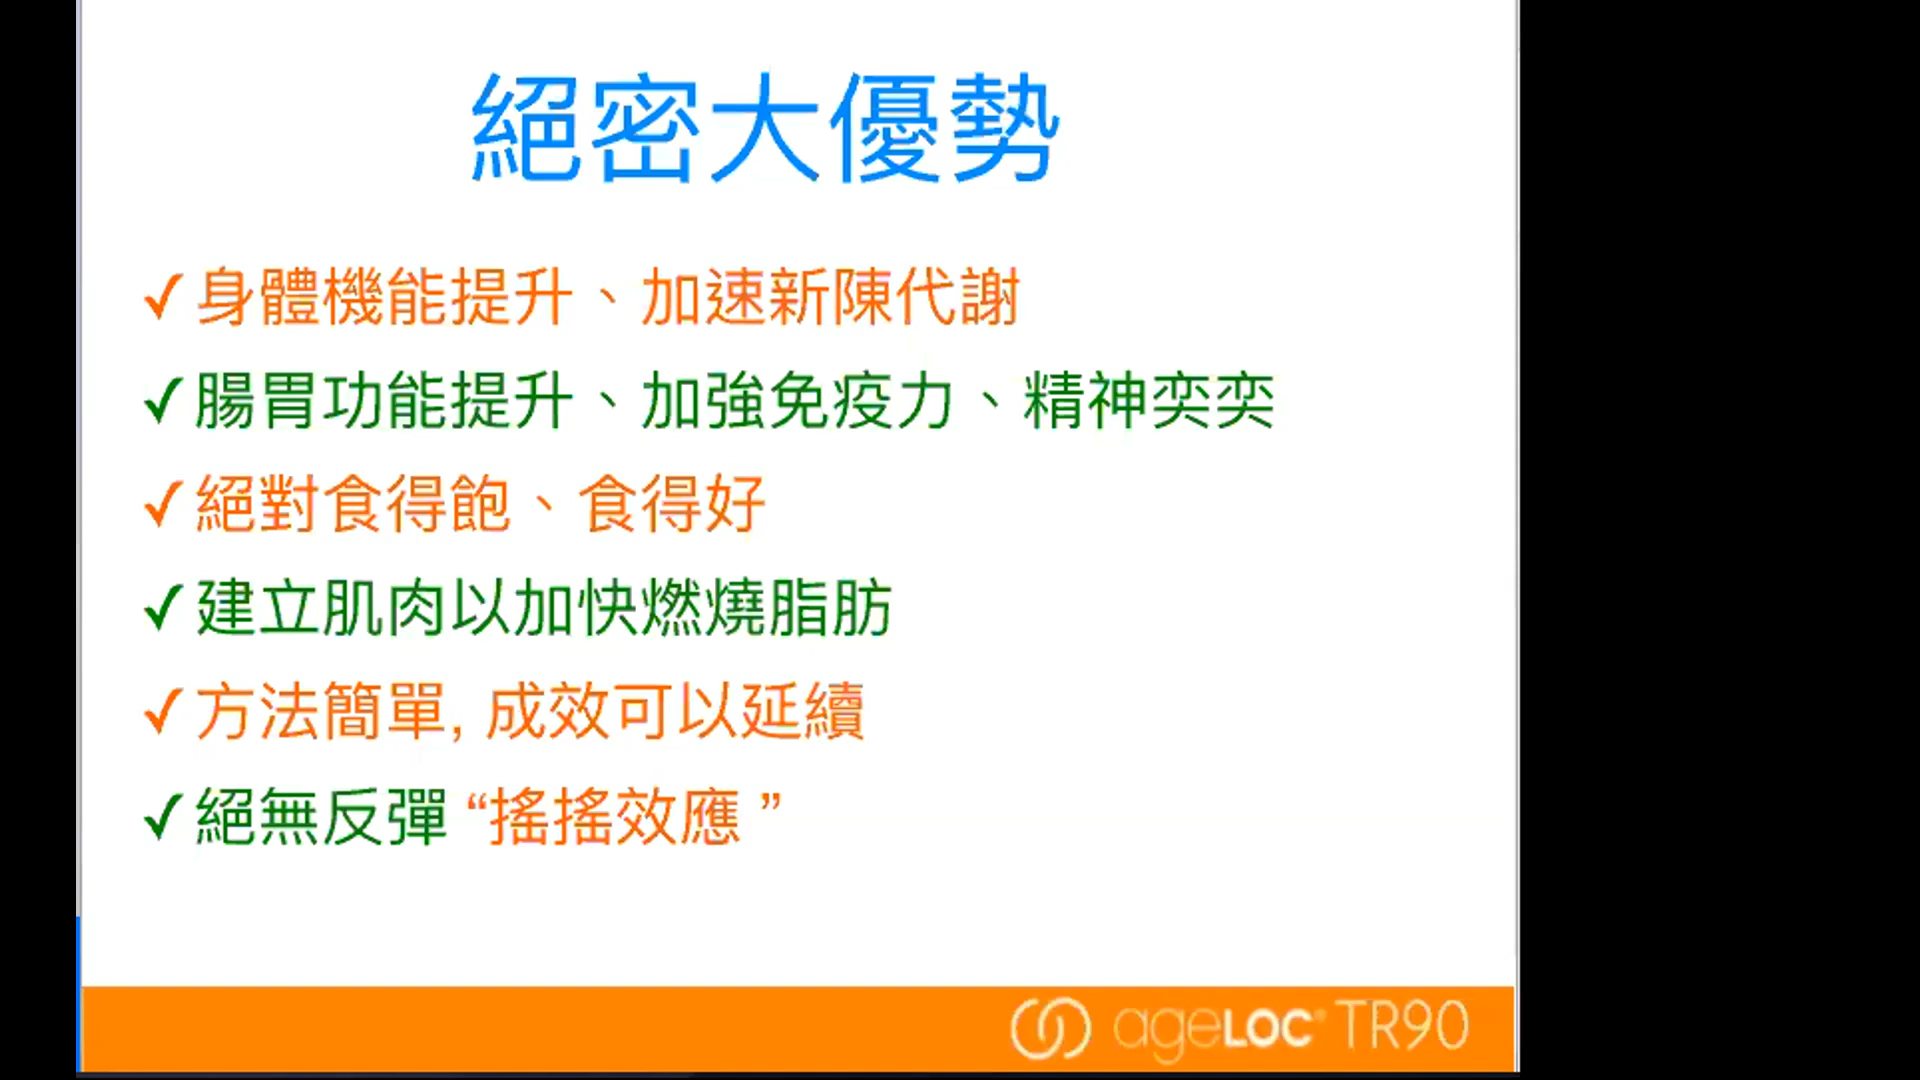 絕密大優勢
✓身體機能提升、加速新陳代謝
✓腸胃功能提升、加強免疫力、精神奕奕
✓絕對食得飽、食得好
✓建立肌肉以加快燃燒脂肪
✓方法簡單, 成效可以延續
✓絕無反彈 “搖搖效應 ”
ageLOC® TR90